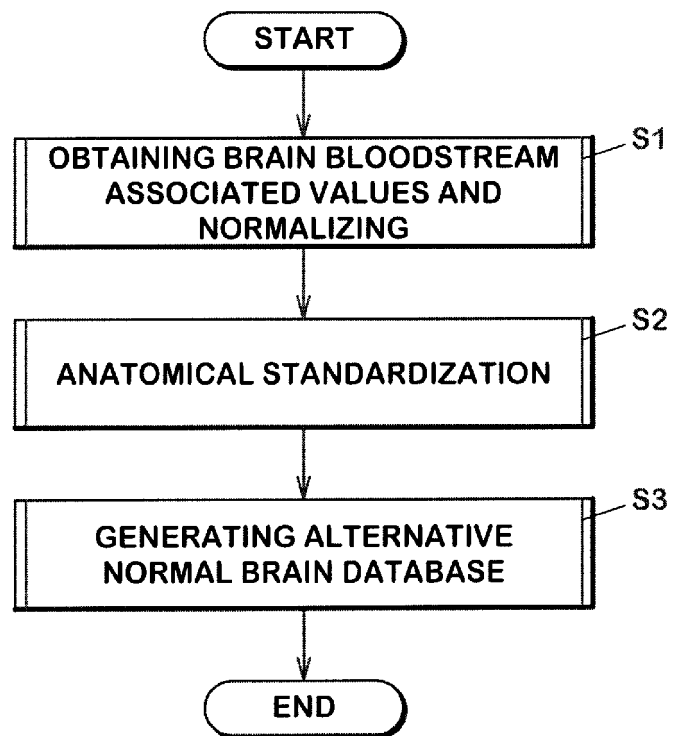 START
S1
OBTAINING BRAIN BLOODSTREAM
ASSOCIATED VALUES AND
NORMALIZING
S2
ANATOMICAL STANDARDIZATION
S3
GENERATING ALTERNATIVE
NORMAL BRAIN DATABASE
END